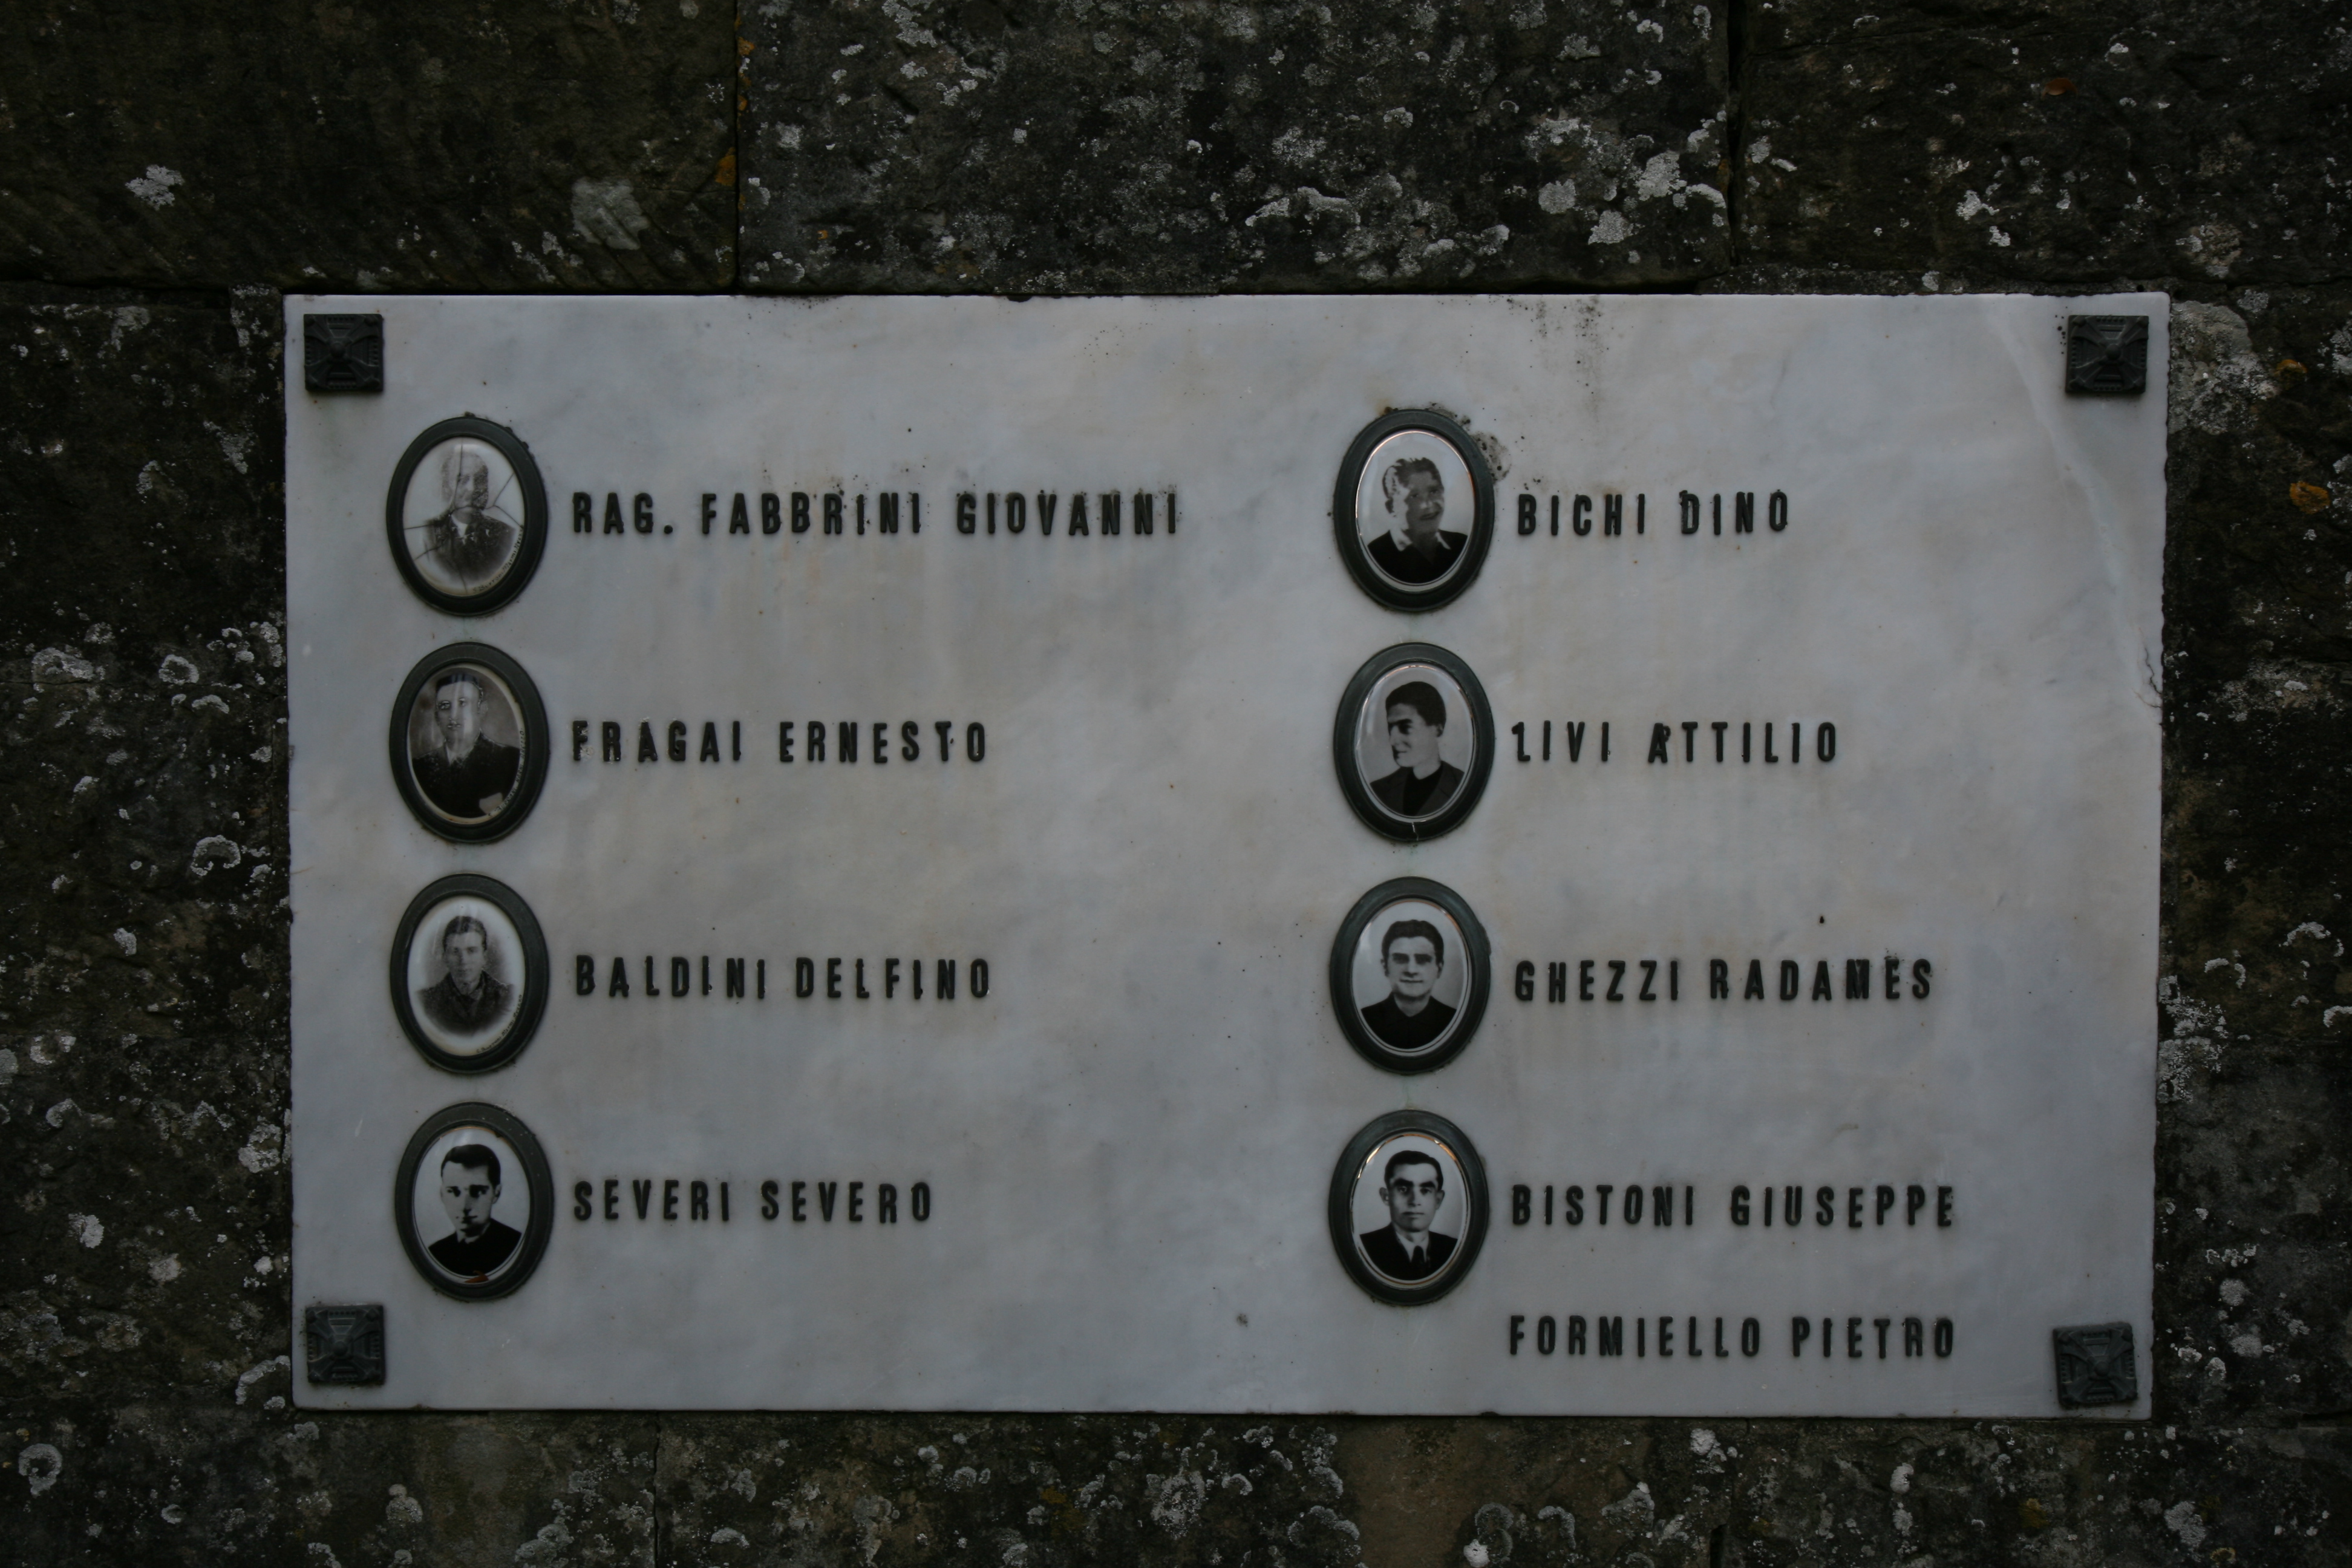 RAG. FABBRINI GIOVANNI
FRAGAI ERNESTO
BALDINI DELFINO
SEVERI SEVERO
BICHI DINO
LIVI ATTILIO
GHEZZI RADAMES
BISTONI GIUSEPPE
FORMIELLO PIETRO